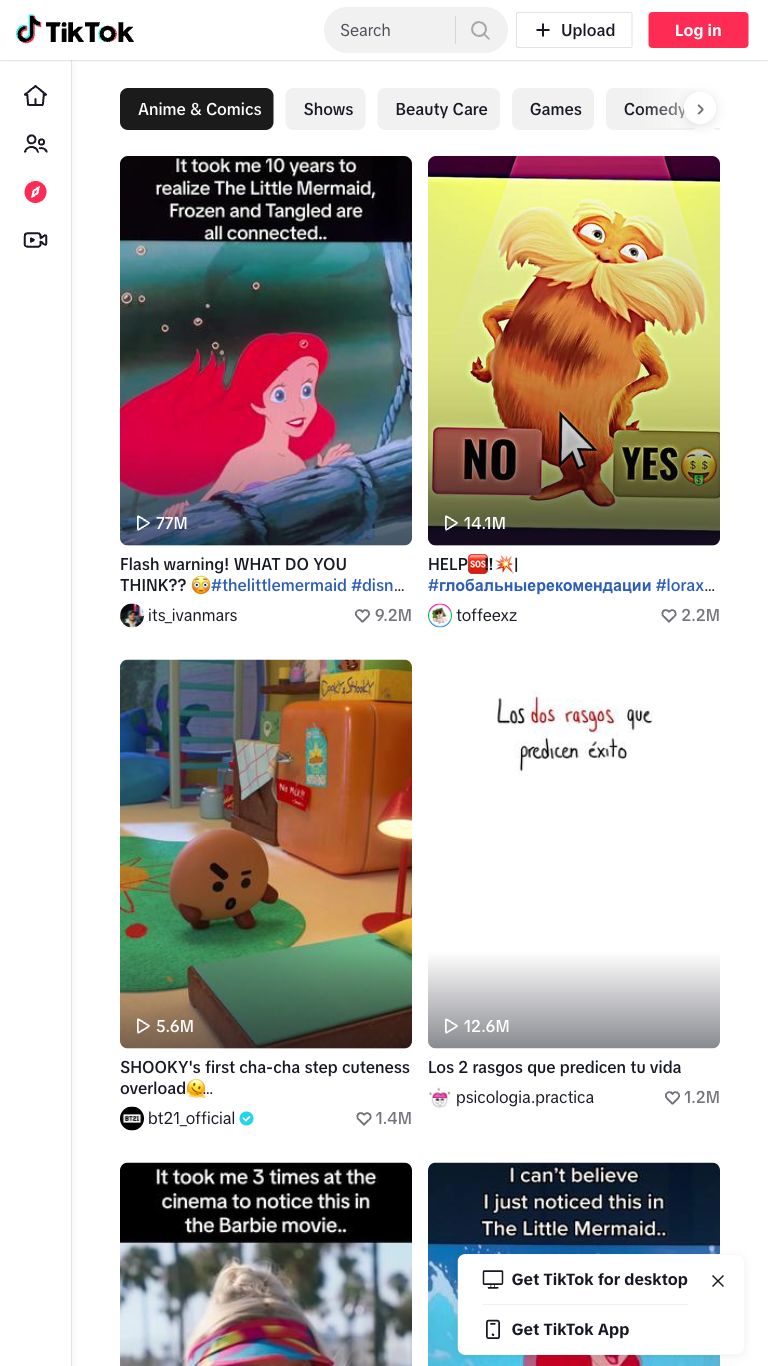 TikTok
Search
Upload
Log in
Anime & Comics
Shows
Beauty Care
Games
Comedy
It took me 10 years to
realize The Little Mermaid,
Frozen and Tangled are
all connected..
77M
Flash warning! WHAT DO YOU
THINK?? 😳#thelittlemermaid #disn...
its_ivanmars
9.2M
NO
YES🤑
14.1M
HELP🆘!💥|
#глобальныерекомендации #lorax...
toffeexz
2.2M
COOKY & SHOOKY
No MILK!!
5.6M
SHOOKY's first cha-cha step cuteness
overload🫠...
BT21
bt21_official
1.4M
Los dos rasgos que
predicen éxito
12.6M
Los 2 rasgos que predicen tu vida
psicologia.practica
1.2M
It took me 3 times at the
cinema to notice this in
the Barbie movie..
I can't believe
I just noticed this in
The Little Mermaid..
Get TikTok for desktop
Get TikTok App